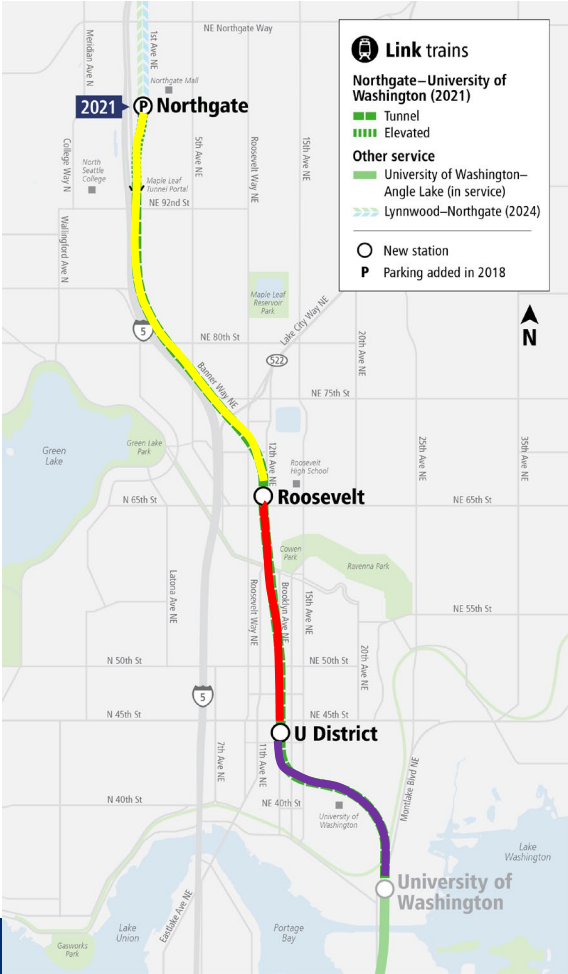 NE Northgate Way
Meridian Ave N
1st Ave NE
Northgate Mall
2021
P
Northgate
College Way N
5th Ave NE
Roosevelt Way NE
15th Ave NE
North
Seattle
College
Maple Leaf
Tunnel Portal
NE 92nd St
Wallingford Ave N
Maple Leaf
Reservoir
Park
Lake City Way NE
5
NE 80th St
522
20th Ave NE
Banner Way NE
NE 75th St
Green
Lake
Green Lake
Park
12th Ave NE
Roosevelt
High School
25th Ave NE
35th Ave NE
N 65th St
Roosevelt
NE 65th St
Cowen
Park
Ravenna Park
Latona Ave NE
Roosevelt Way NE
Brooklyn Ave NE
15th Ave NE
NE 55th St
20th Ave NE
N 50th St
NE 50th St
5
N 45th St
NE 45th St
U District
7th Ave NE
11th Ave NE
Montlake Blvd NE
N 40th St
NE 40th St
University of
Washington
Lake
Washington
University of
Washington
Eastlake Ave NE
Lake
Union
Portage
Bay
Gasworks
Park
Link trains
Northgate–University of
Washington (2021)
Tunnel
Elevated
Other service
University of Washington–
Angle Lake (in service)
Lynnwood–Northgate (2024)
New station
P Parking added in 2018
N